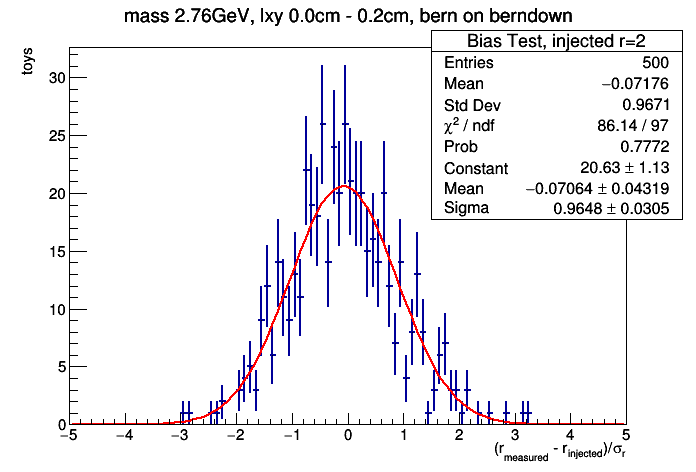 mass 2.76GeV, lxy 0.0cm - 0.2cm, bern on berndown
Bias Test, injected r=2
Entries 500
Mean −0.07176
Std Dev 0.9671
χ² / ndf 86.14 / 97
Prob 0.7772
Constant 20.63 ± 1.13
Mean −0.07064 ± 0.04319
Sigma 0.9648 ± 0.0305
toys
30
25
20
15
10
5
0
−5 −4 −3 −2 −1 0 1 2 3 4 5
(r_measured - r_injected)/σ_r